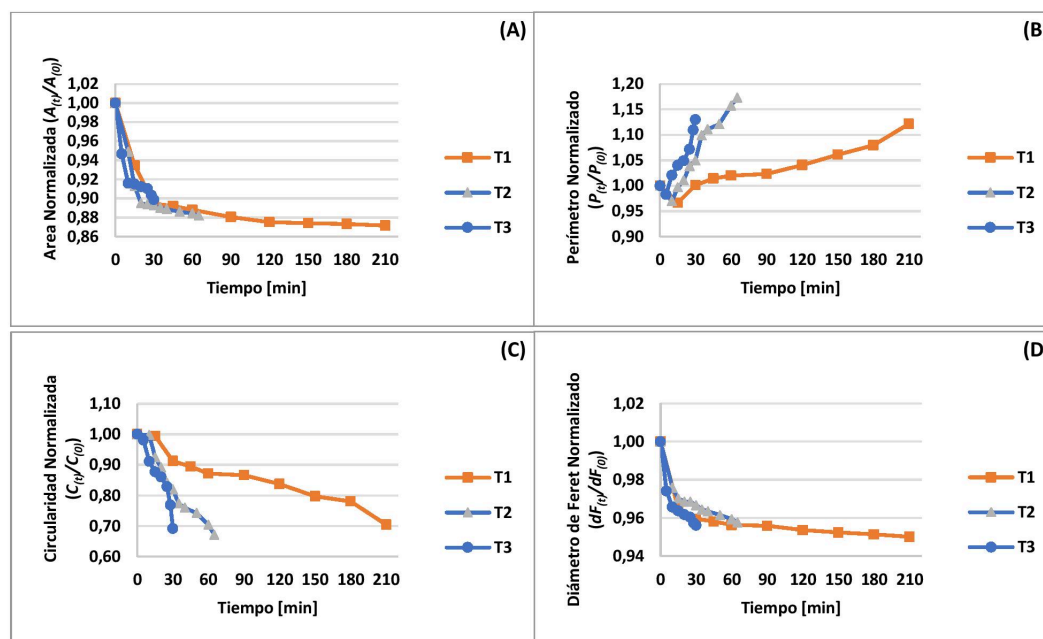 (A)
Area Normalizada (A(t)/A(0))
1,02
1,00
0,98
0,96
0,94
0,92
0,90
0,88
0,86
0 30 60 90 120 150 180 210
Tiempo [min]
T1
T2
T3
(B)
Perímetro Normalizado
(P(t)/P(0))
1,20
1,15
1,10
1,05
1,00
0,95
0,90
0 30 60 90 120 150 180 210
Tiempo [min]
T1
T2
T3
(C)
Circularidad Normalizada
(C(t)/C(0))
1,10
1,00
0,90
0,80
0,70
0,60
0 30 60 90 120 150 180 210
Tiempo [min]
T1
T2
T3
(D)
Diámetro de Feret Normalizado
(dF(t)/dF(0))
1,02
1,00
0,98
0,96
0,94
0 30 60 90 120 150 180 210
Tiempo [min]
T1
T2
T3